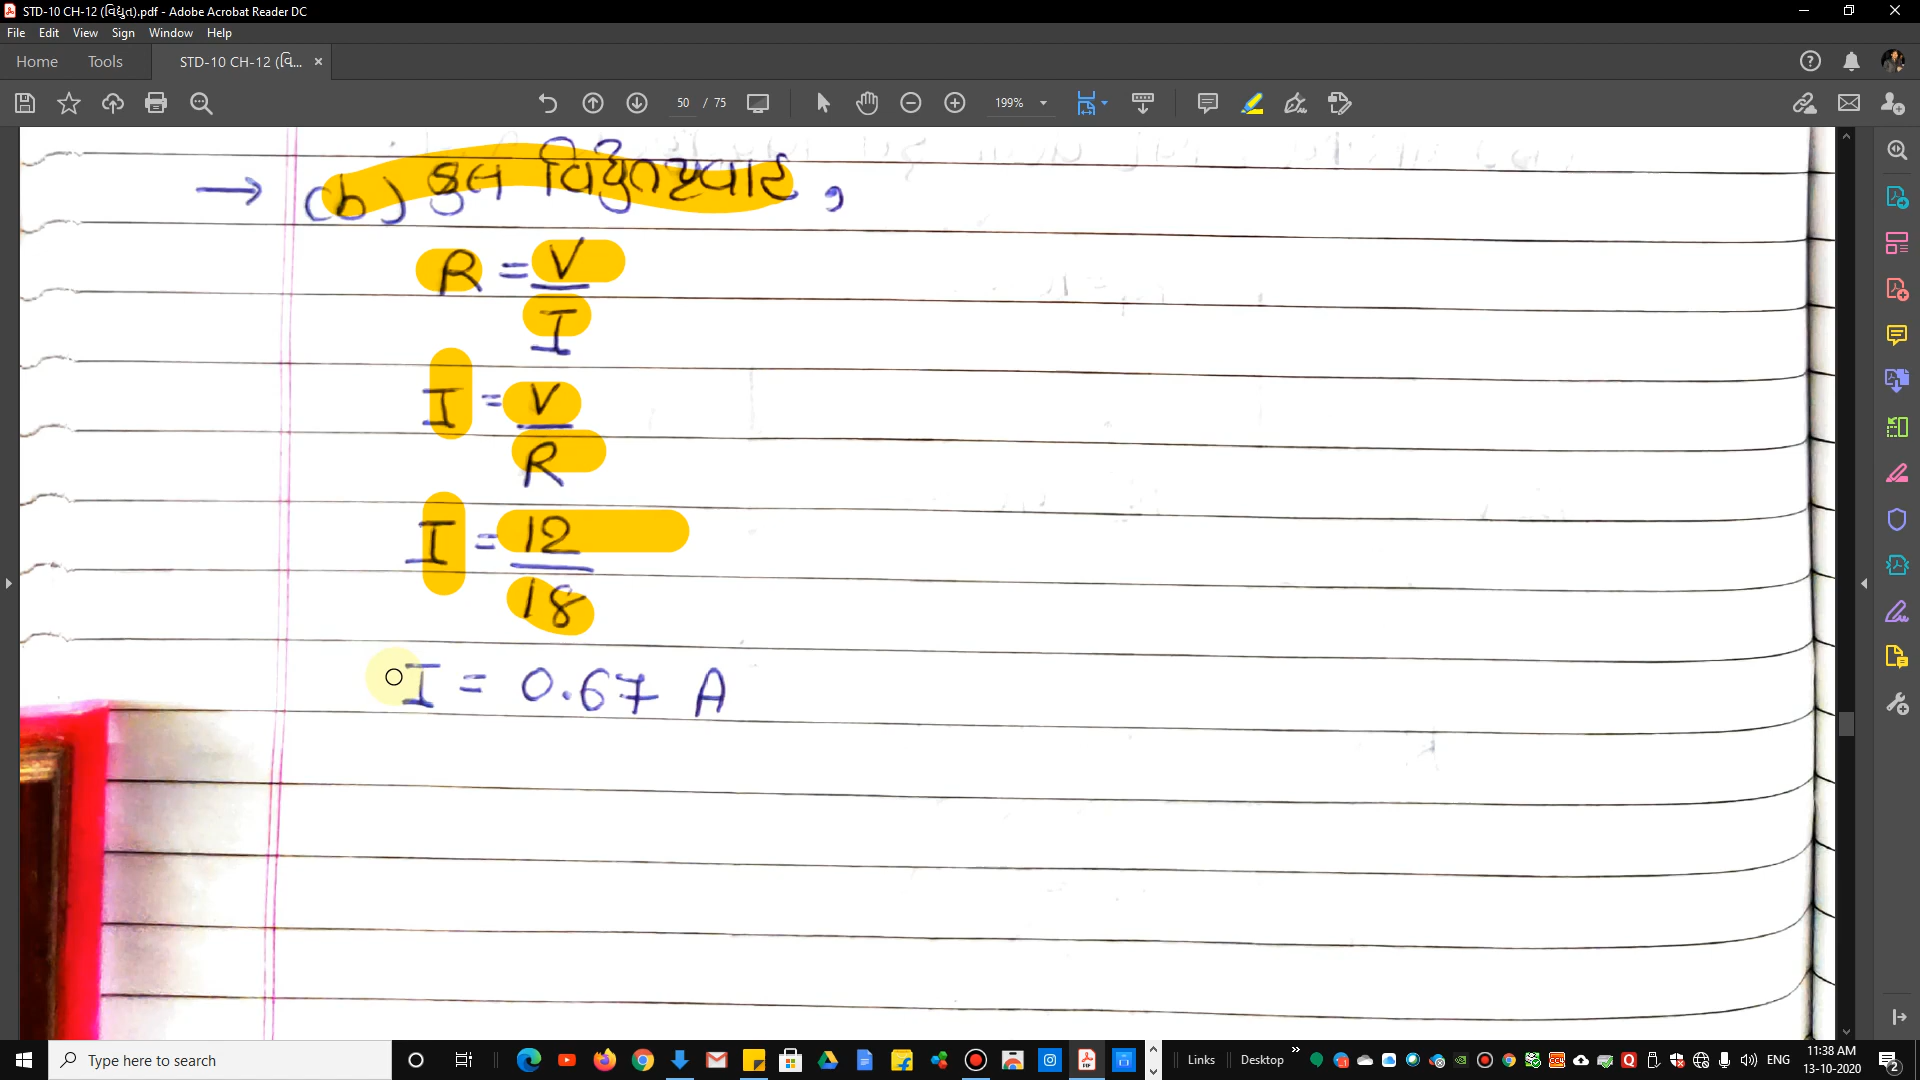 STD-10 CH-12 (વિદ્યુત).pdf - Adobe Acrobat Reader DC
File Edit View Sign Window Help
Home Tools STD-10 CH-12 (વિ... ×
50 / 75 199%
→ (b) કુલ વિદ્યુતપ્રવાહ,
R = V
I
I = V
R
I = 12
18
I = 0.67 A
Type here to search Links Desktop » ENG 11:38 AM
13-10-2020 2